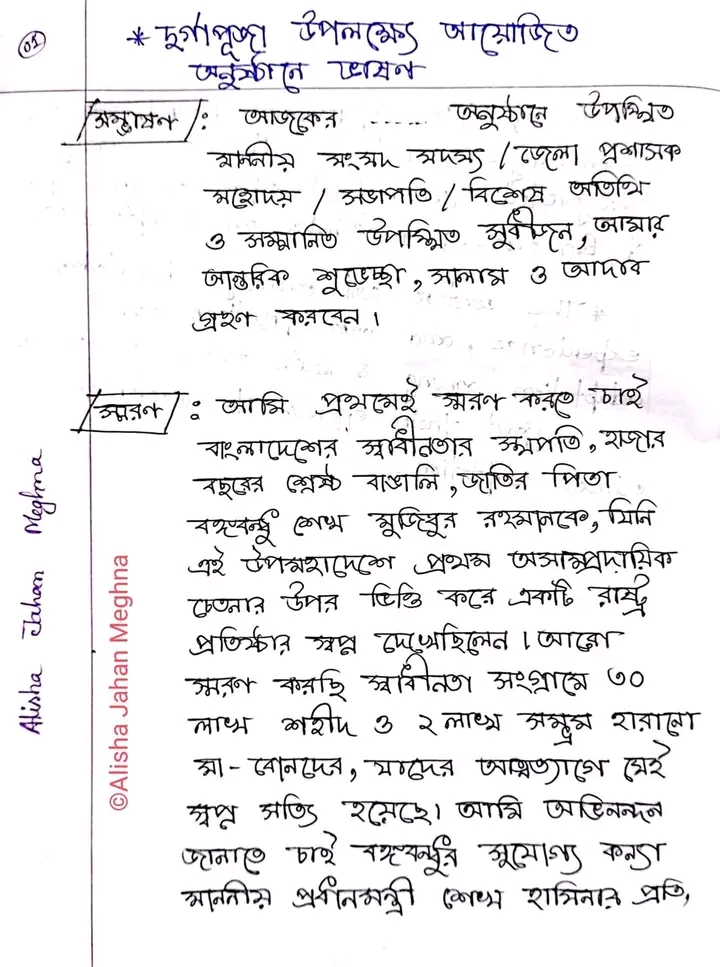 01
* দুর্গাপূজা উপলক্ষ্যে আয়োজিত
অনুষ্ঠানে ভাষণ
সম্ভাষণ : আজকের ..... অনুষ্ঠানে উপস্থিত
মাননীয় সংসদ সদস্য / জেলা প্রশাসক
মহোদয় / সভাপতি / বিশেষ অতিথি
ও সম্মানিত উপস্থিত সুধীজন, আমার
আন্তরিক শুভেচ্ছা, সালাম ও আদাব
গ্রহণ করবেন।
স্মরণ : আমি প্রথমেই স্মরণ করতে চাই
বাংলাদেশের স্বাধীনতার স্থপতি, হাজার
বছরের শ্রেষ্ঠ বাঙালি, জাতির পিতা
বঙ্গবন্ধু শেখ মুজিবুর রহমানকে, যিনি
এই উপমহাদেশে প্রথম অসাম্প্রদায়িক
চেতনার উপর ভিত্তি করে একটি রাষ্ট্র
প্রতিষ্ঠার স্বপ্ন দেখেছিলেন। আরো
স্মরণ করছি স্বাধীনতা সংগ্রামে ৩০
লাখ শহীদ ও ২ লাখ সম্ভ্রম হারানো
মা - বোনদের, যাদের আত্মত্যাগে সেই
স্বপ্ন সত্যি হয়েছে। আমি অভিনন্দন
জানাতে চাই বঙ্গবন্ধুর সুযোগ্য কন্যা
মাননীয় প্রধানমন্ত্রী শেখ হাসিনার প্রতি,
Alisha Jahan Meghna
©Alisha Jahan Meghna